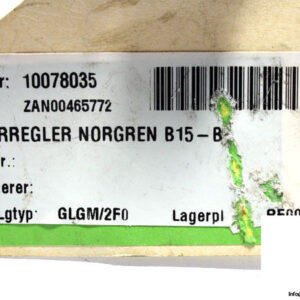 r: 10078035
ZAN00465772
RREGLER NORGREN B15-B
r.:
erer:
Lgtyp: GLGM/2F0 Lagerpl